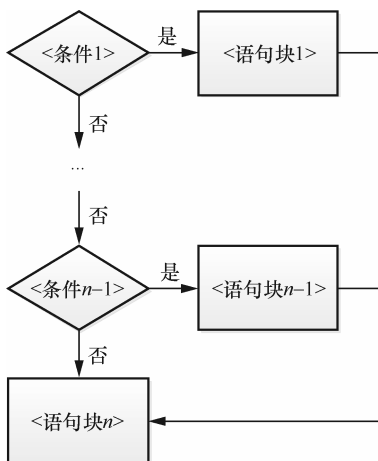 <条件1>
是
<语句块1>
否
...
否
<条件n–1>
是
<语句块n–1>
否
<语句块n>